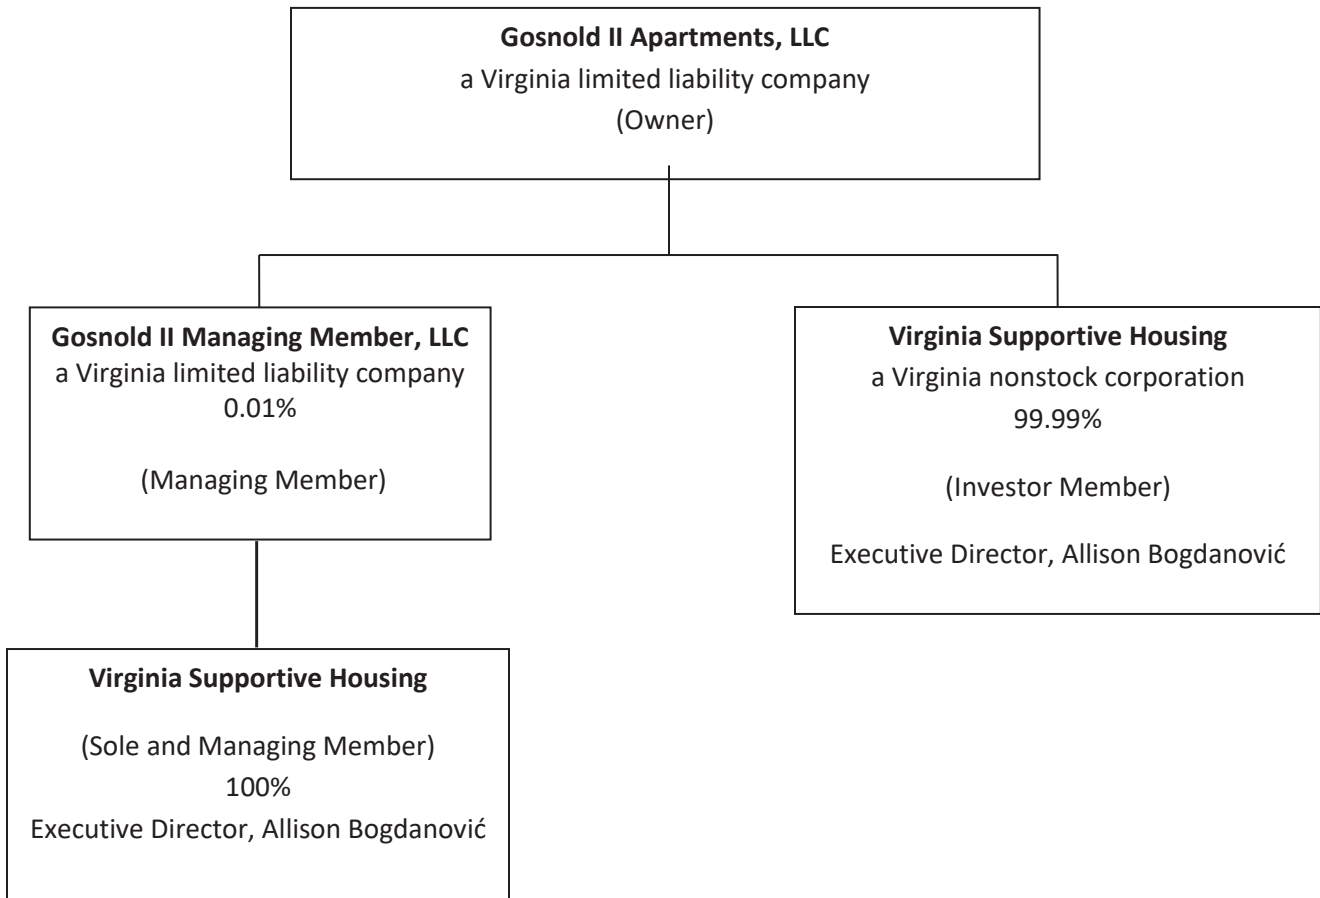 Gosnold II Apartments, LLC
a Virginia limited liability company
(Owner)
Gosnold II Managing Member, LLC
a Virginia limited liability company
0.01%
(Managing Member)
Virginia Supportive Housing
a Virginia nonstock corporation
99.99%
(Investor Member)
Executive Director, Allison Bogdanović
Virginia Supportive Housing
(Sole and Managing Member)
100%
Executive Director, Allison Bogdanović